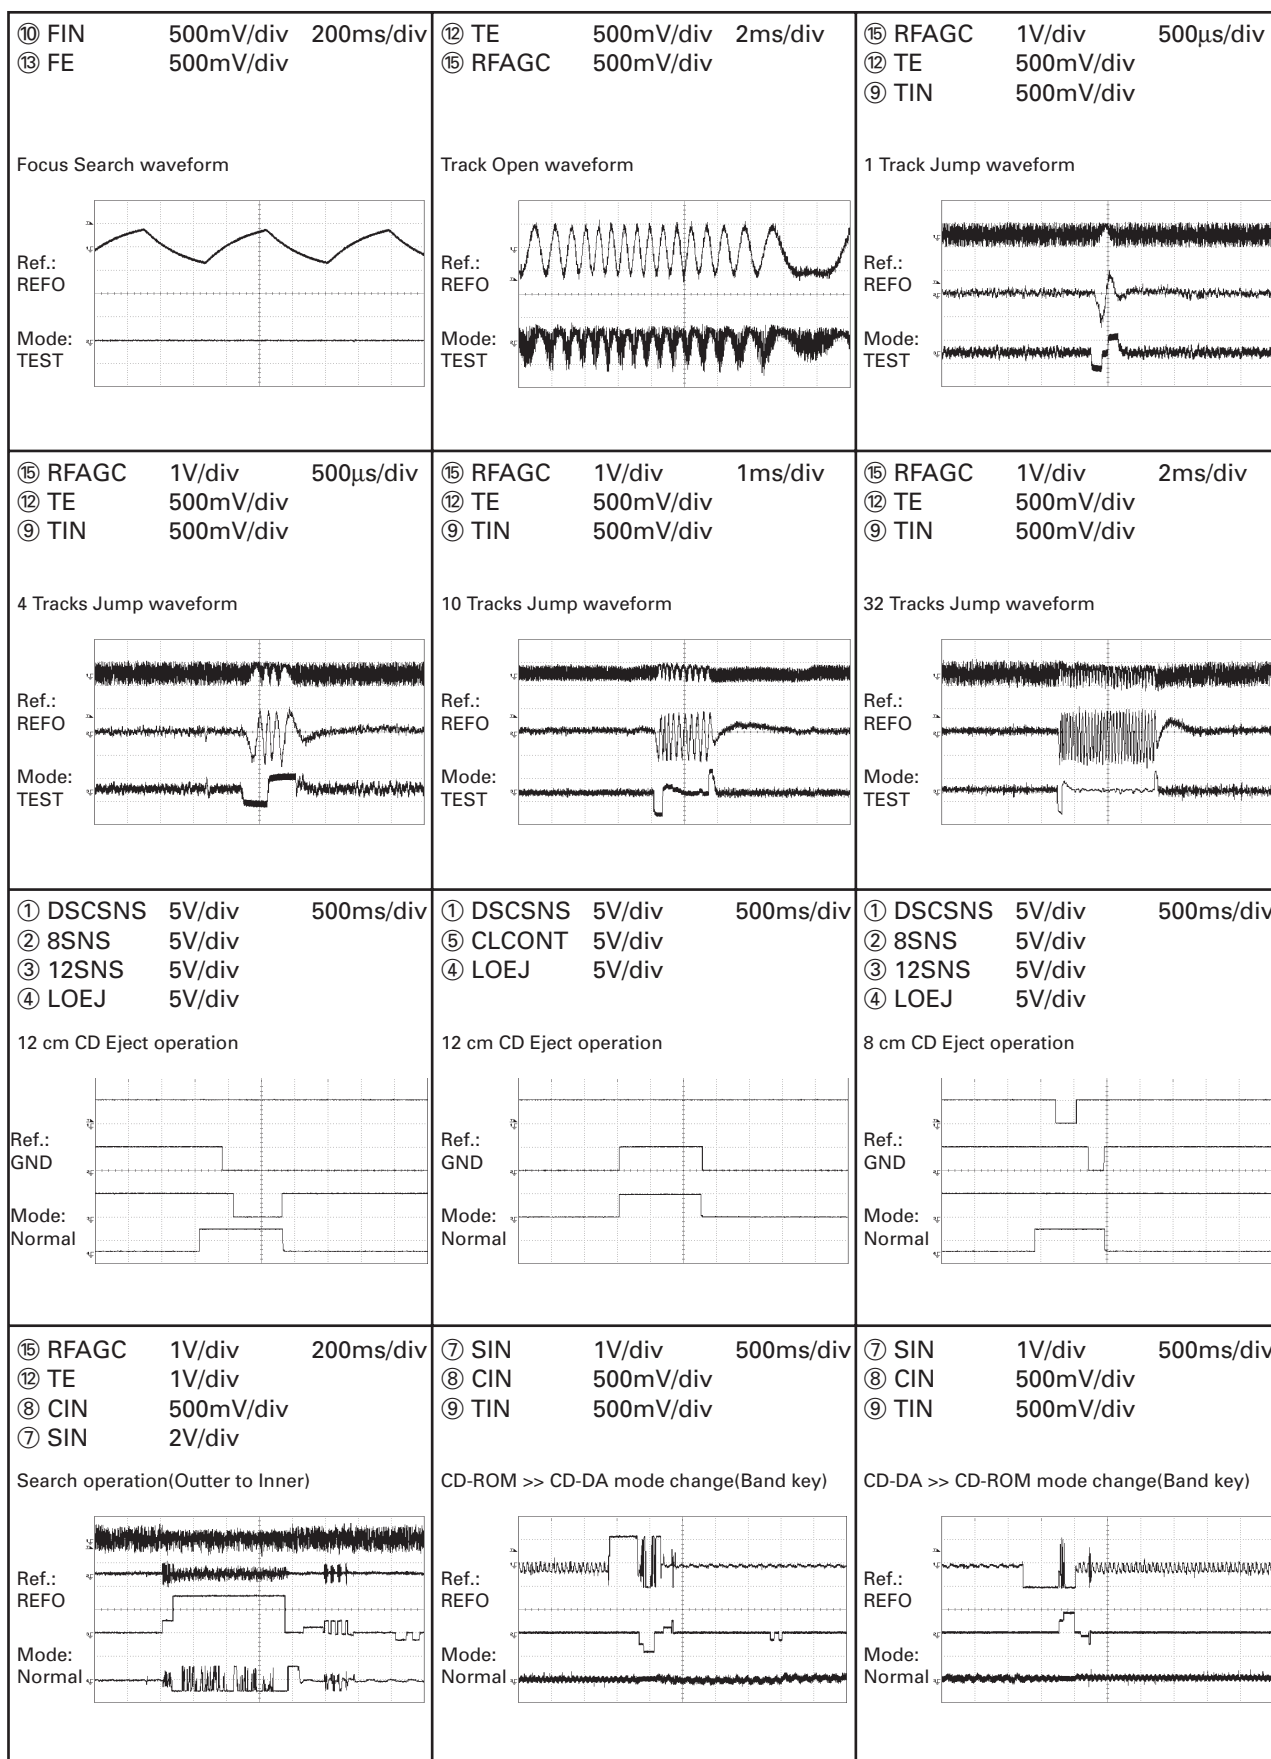 ⑩ FIN 500mV/div 200ms/div
⑬ FE 500mV/div
Focus Search waveform
Ref.:
REFO
Mode:
TEST
⑫ TE 500mV/div 2ms/div
⑮ RFAGC 500mV/div
Track Open waveform
Ref.:
REFO
Mode:
TEST
⑮ RFAGC 1V/div 500µs/div
⑫ TE 500mV/div
⑨ TIN 500mV/div
1 Track Jump waveform
Ref.:
REFO
Mode:
TEST
⑮ RFAGC 1V/div 500µs/div
⑫ TE 500mV/div
⑨ TIN 500mV/div
4 Tracks Jump waveform
Ref.:
REFO
Mode:
TEST
⑮ RFAGC 1V/div 1ms/div
⑫ TE 500mV/div
⑨ TIN 500mV/div
10 Tracks Jump waveform
Ref.:
REFO
Mode:
TEST
⑮ RFAGC 1V/div 2ms/div
⑫ TE 500mV/div
⑨ TIN 500mV/div
32 Tracks Jump waveform
Ref.:
REFO
Mode:
TEST
① DSCSNS 5V/div 500ms/div
② 8SNS 5V/div
③ 12SNS 5V/div
④ LOEJ 5V/div
12 cm CD Eject operation
Ref.:
GND
Mode:
Normal
① DSCSNS 5V/div 500ms/div
⑤ CLCONT 5V/div
④ LOEJ 5V/div
12 cm CD Eject operation
Ref.:
GND
Mode:
Normal
① DSCSNS 5V/div 500ms/div
② 8SNS 5V/div
③ 12SNS 5V/div
④ LOEJ 5V/div
8 cm CD Eject operation
Ref.:
GND
Mode:
Normal
⑮ RFAGC 1V/div 200ms/div
⑫ TE 1V/div
⑧ CIN 500mV/div
⑦ SIN 2V/div
Search operation(Outter to Inner)
Ref.:
REFO
Mode:
Normal
⑦ SIN 1V/div 500ms/div
⑧ CIN 500mV/div
⑨ TIN 500mV/div
CD-ROM >> CD-DA mode change(Band key)
Ref.:
REFO
Mode:
Normal
⑦ SIN 1V/div 500ms/div
⑧ CIN 500mV/div
⑨ TIN 500mV/div
CD-DA >> CD-ROM mode change(Band key)
Ref.:
REFO
Mode:
Normal